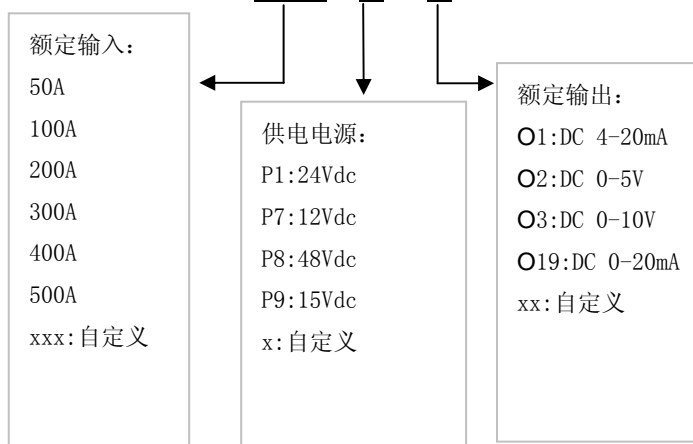 额定输入：
50A
100A
200A
300A
400A
500A
xxx:自定义
供电电源：
P1:24Vdc
P7:12Vdc
P8:48Vdc
P9:15Vdc
x:自定义
额定输出：
O1:DC 4-20mA
O2:DC 0-5V
O3:DC 0-10V
O19:DC 0-20mA
xx:自定义